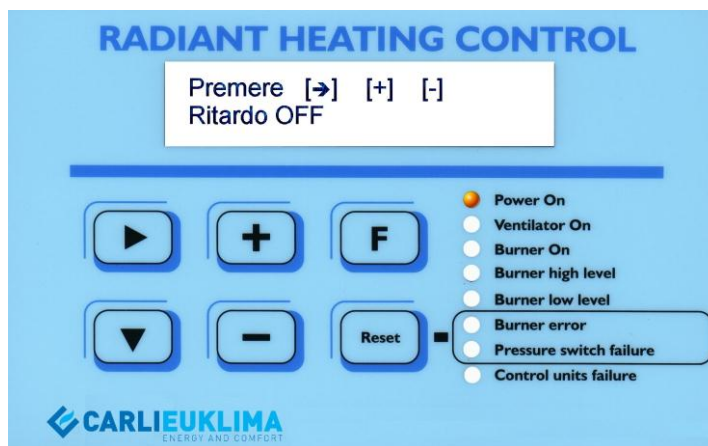 RADIANT HEATING CONTROL
Premere [➔] [+] [-]
Ritardo OFF
+
F
-
Reset
Power On
Ventilator On
Burner On
Burner high level
Burner low level
Burner error
Pressure switch failure
Control units failure
CARLIEUKLIMA
ENERGY AND COMFORT